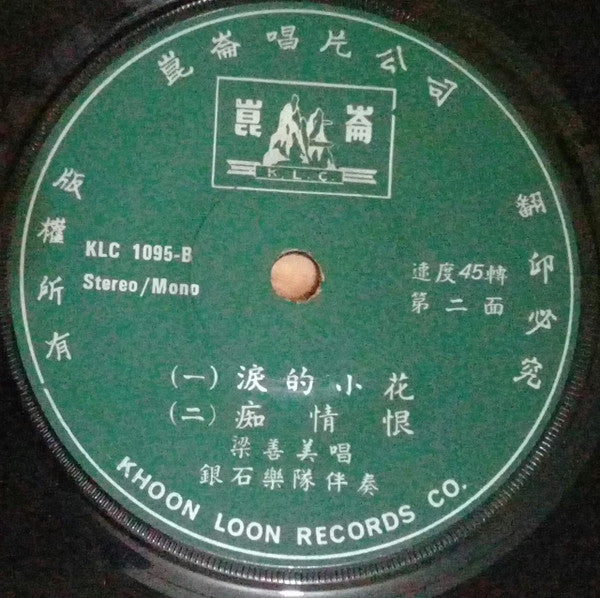 崑崙唱片公司
崑崙
K.L.C.
版權所有
翻印必究
KLC 1095-B
Stereo/Mono
速度45轉
第二面
(一) 淚的小花
(二) 痴情恨
梁善美唱
銀石樂隊伴奏
KHOON LOON RECORDS CO.